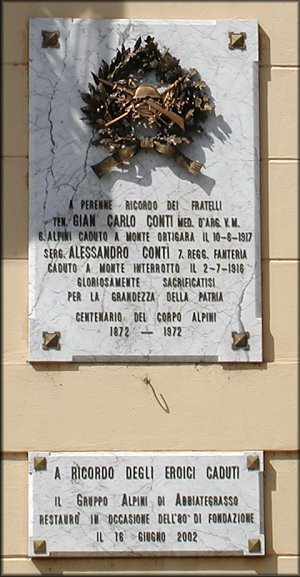 A PERENNE RICORDO DEI FRATELLI
TEN. GIAN CARLO CONTI MED. D'ARG. V.M.
6. ALPINI CADUTO A MONTE ORTIGARA IL 10-6-1917
SERG. ALESSANDRO CONTI 7. REGG. FANTERIA
CADUTO A MONTE INTERROTTO IL 2-7-1916
GLORIOSAMENTE SACRIFICATISI
PER LA GRANDEZZA DELLA PATRIA
CENTENARIO DEL CORPO ALPINI
1872 — 1972
A RICORDO DEGLI EROICI CADUTI
IL GRUPPO ALPINI DI ABBIATEGRASSO
RESTAURO' IN OCCASIONE DELL'80° DI FONDAZIONE
IL 16 GIUGNO 2002